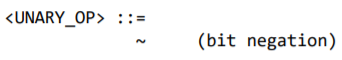 <UNARY_OP> ::=
~ (bit negation)